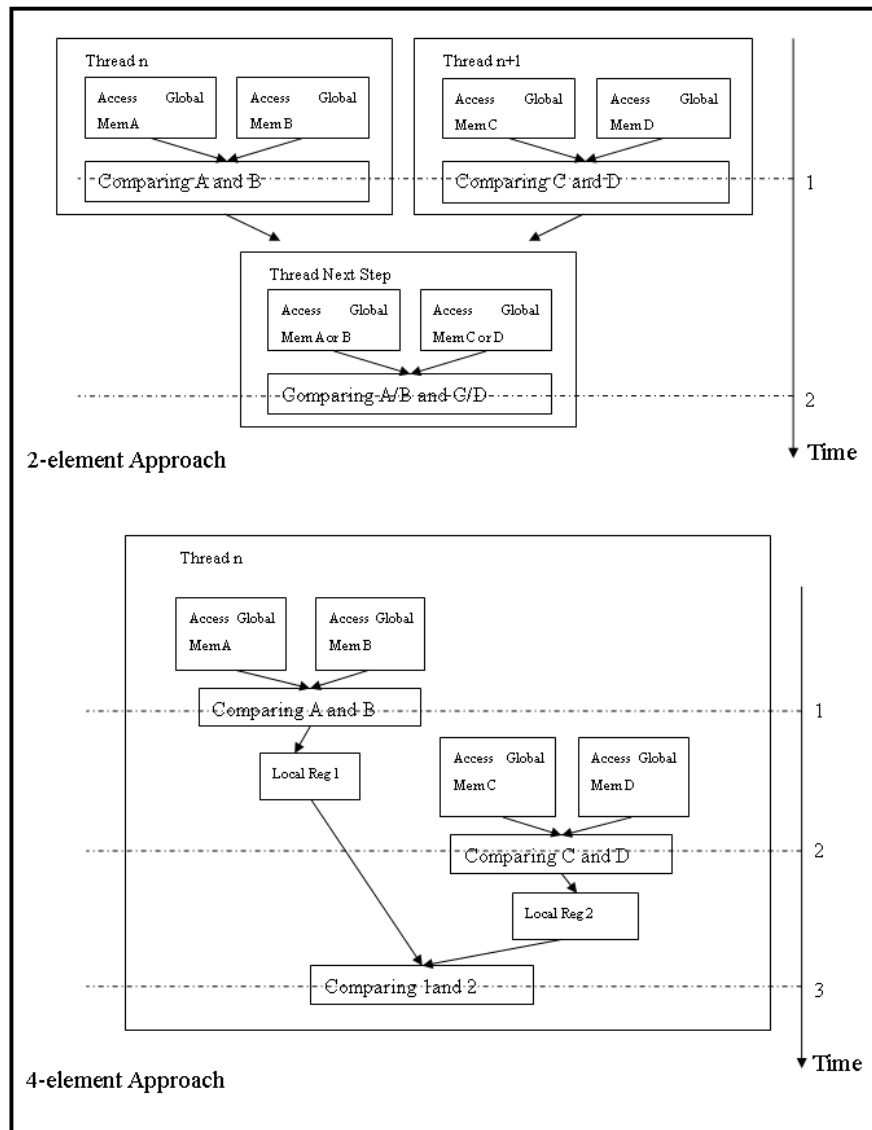 Thread n
Thread n+1
Access Global
Mem A
Access Global
Mem B
Access Global
Mem C
Access Global
Mem D
Comparing A and B
Comparing C and D
1
Thread Next Step
Access Global
Mem A or B
Access Global
Mem C or D
Comparing A/B and C/D
2
2-element Approach
Time
Thread n
Access Global
Mem A
Access Global
Mem B
Comparing A and B
1
Local Reg 1
Access Global
Mem C
Access Global
Mem D
Comparing C and D
2
Local Reg 2
Comparing 1and 2
3
Time
4-element Approach